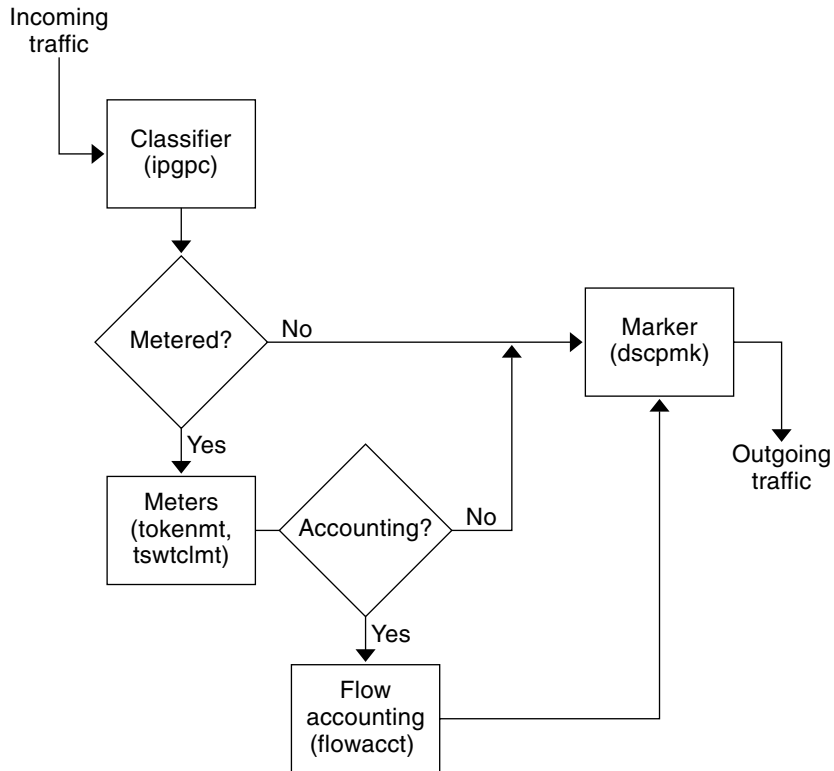 Incoming
traffic
Classifier
(ipgpc)
Metered?
No
Marker
(dscpmk)
Yes
Outgoing
traffic
Meters
(tokenmt,
tswtclmt)
Accounting?
No
Yes
Flow
accounting
(flowacct)